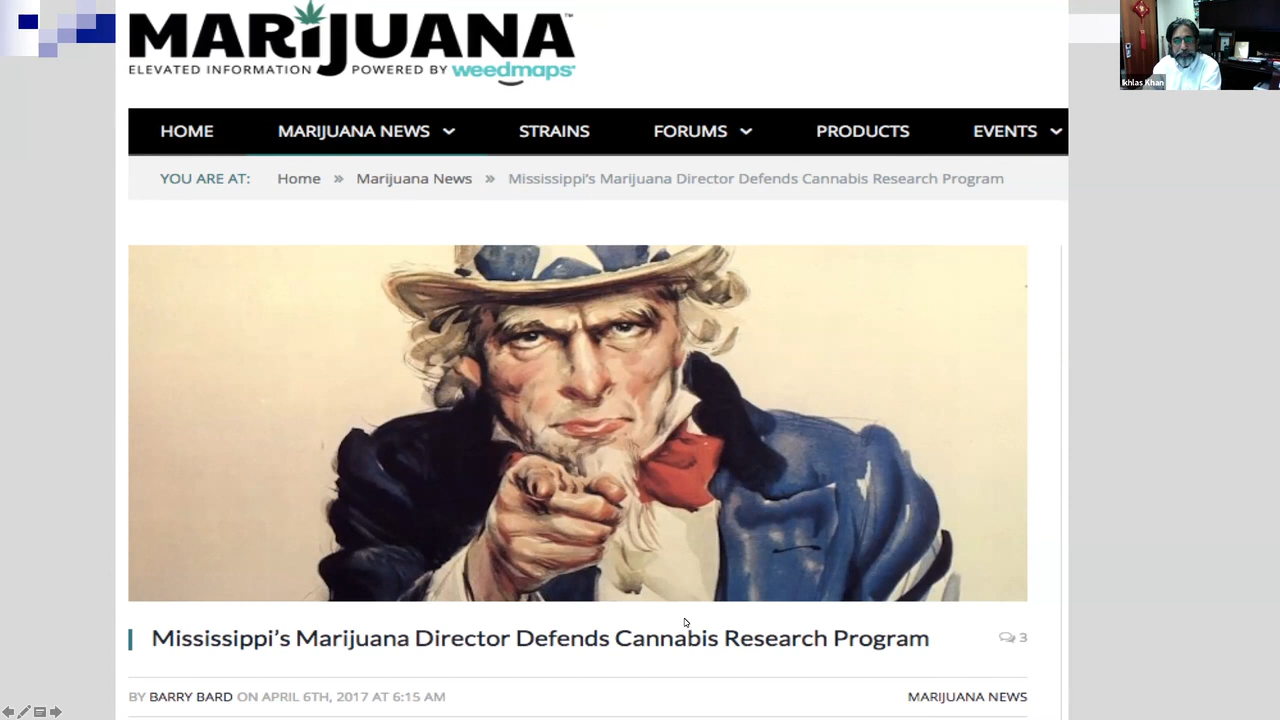 MARIJUANA™
ELEVATED INFORMATION POWERED BY weedmaps
Ikhlas Khan
HOME MARIJUANA NEWS STRAINS FORUMS PRODUCTS EVENTS
YOU ARE AT: Home » Marijuana News » Mississippi's Marijuana Director Defends Cannabis Research Program
Mississippi's Marijuana Director Defends Cannabis Research Program 3
BY BARRY BARD ON APRIL 6TH, 2017 AT 6:15 AM MARIJUANA NEWS